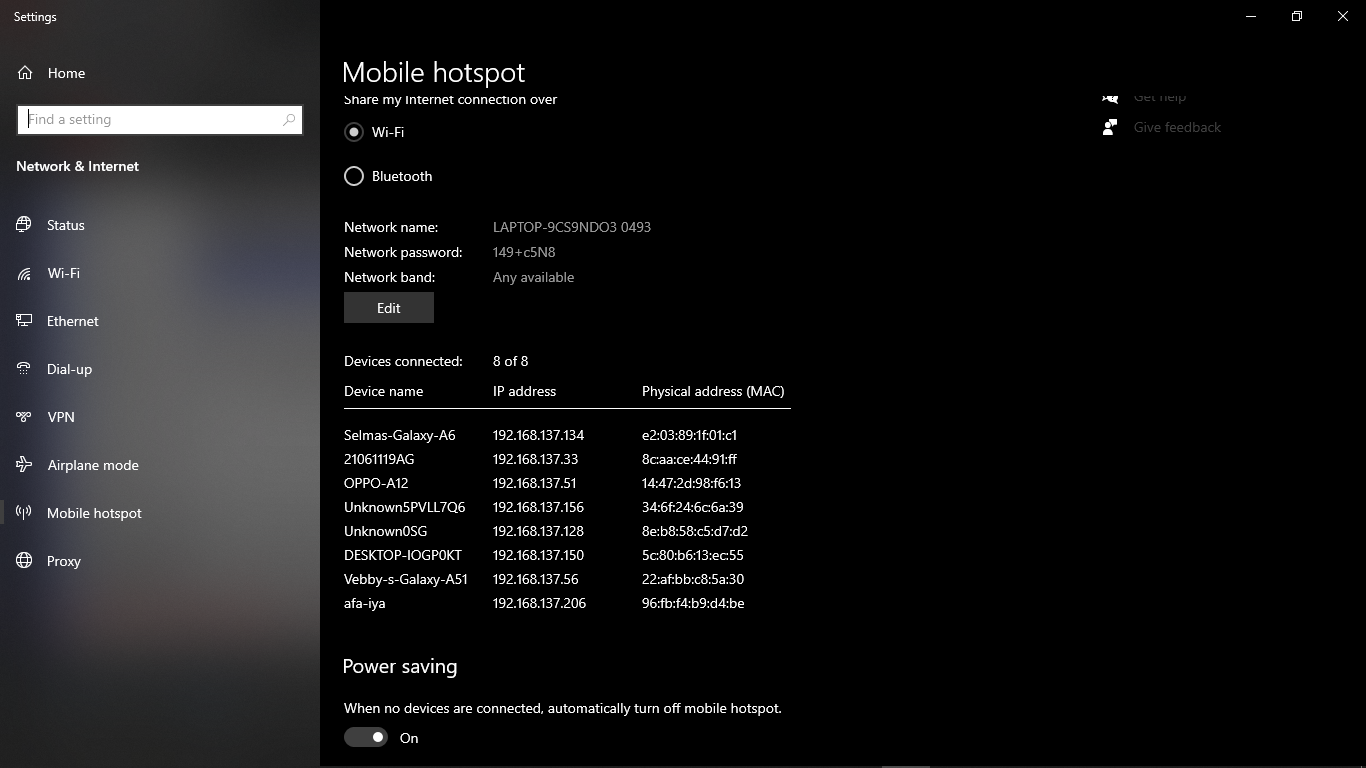 Settings
Home
Find a setting
Network & Internet
Status
Wi-Fi
Ethernet
Dial-up
VPN
Airplane mode
Mobile hotspot
Proxy
Mobile hotspot
Share my Internet connection over
Wi-Fi
Bluetooth
Network name: LAPTOP-9CS9NDO3 0493
Network password: 149+c5N8
Network band: Any available
Edit
Devices connected: 8 of 8
Device name IP address Physical address (MAC)
Selmas-Galaxy-A6 192.168.137.134 e2:03:89:1f:01:c1
21061119AG 192.168.137.33 8c:aa:ce:44:91:ff
OPPO-A12 192.168.137.51 14:47:2d:98:f6:13
Unknown5PVLL7Q6 192.168.137.156 34:6f:24:6c:6a:39
Unknown0SG 192.168.137.128 8e:b8:58:c5:d7:d2
DESKTOP-IOGP0KT 192.168.137.150 5c:80:b6:13:ec:55
Vebby-s-Galaxy-A51 192.168.137.56 22:af:bb:c8:5a:30
afa-iya 192.168.137.206 96:fb:f4:b9:d4:be
Power saving
When no devices are connected, automatically turn off mobile hotspot.
On
Get help
Give feedback